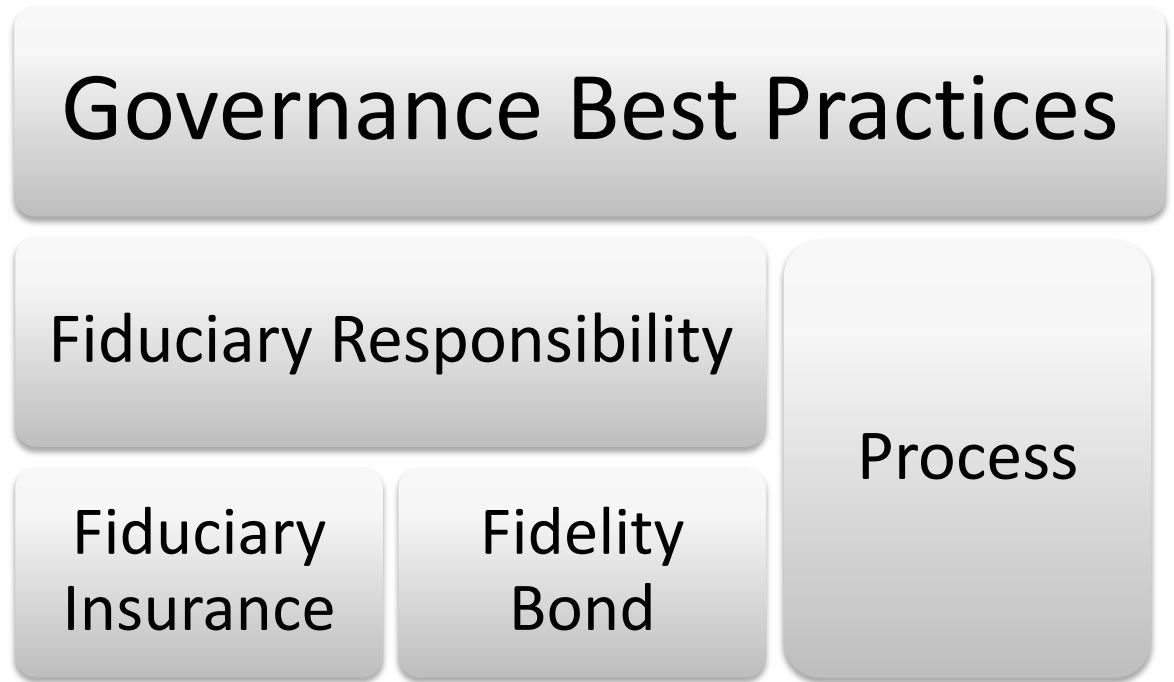 Governance Best Practices
Fiduciary Responsibility
Process
Fiduciary
Insurance
Fidelity
Bond